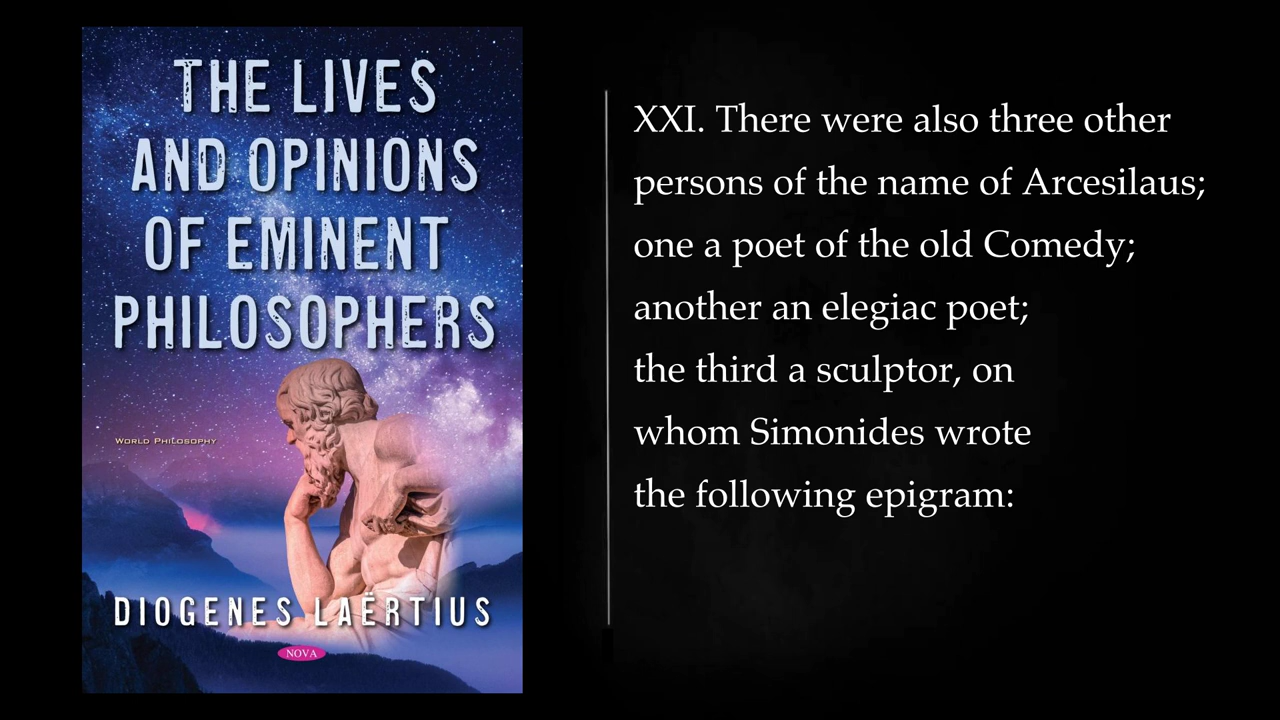 THE LIVES
AND OPINIONS
OF EMINENT
PHILOSOPHERS
WORLD PHILOSOPHY
DIOGENES LAËRTIUS
NOVA
XXI. There were also three other
persons of the name of Arcesilaus;
one a poet of the old Comedy;
another an elegiac poet;
the third a sculptor, on
whom Simonides wrote
the following epigram: